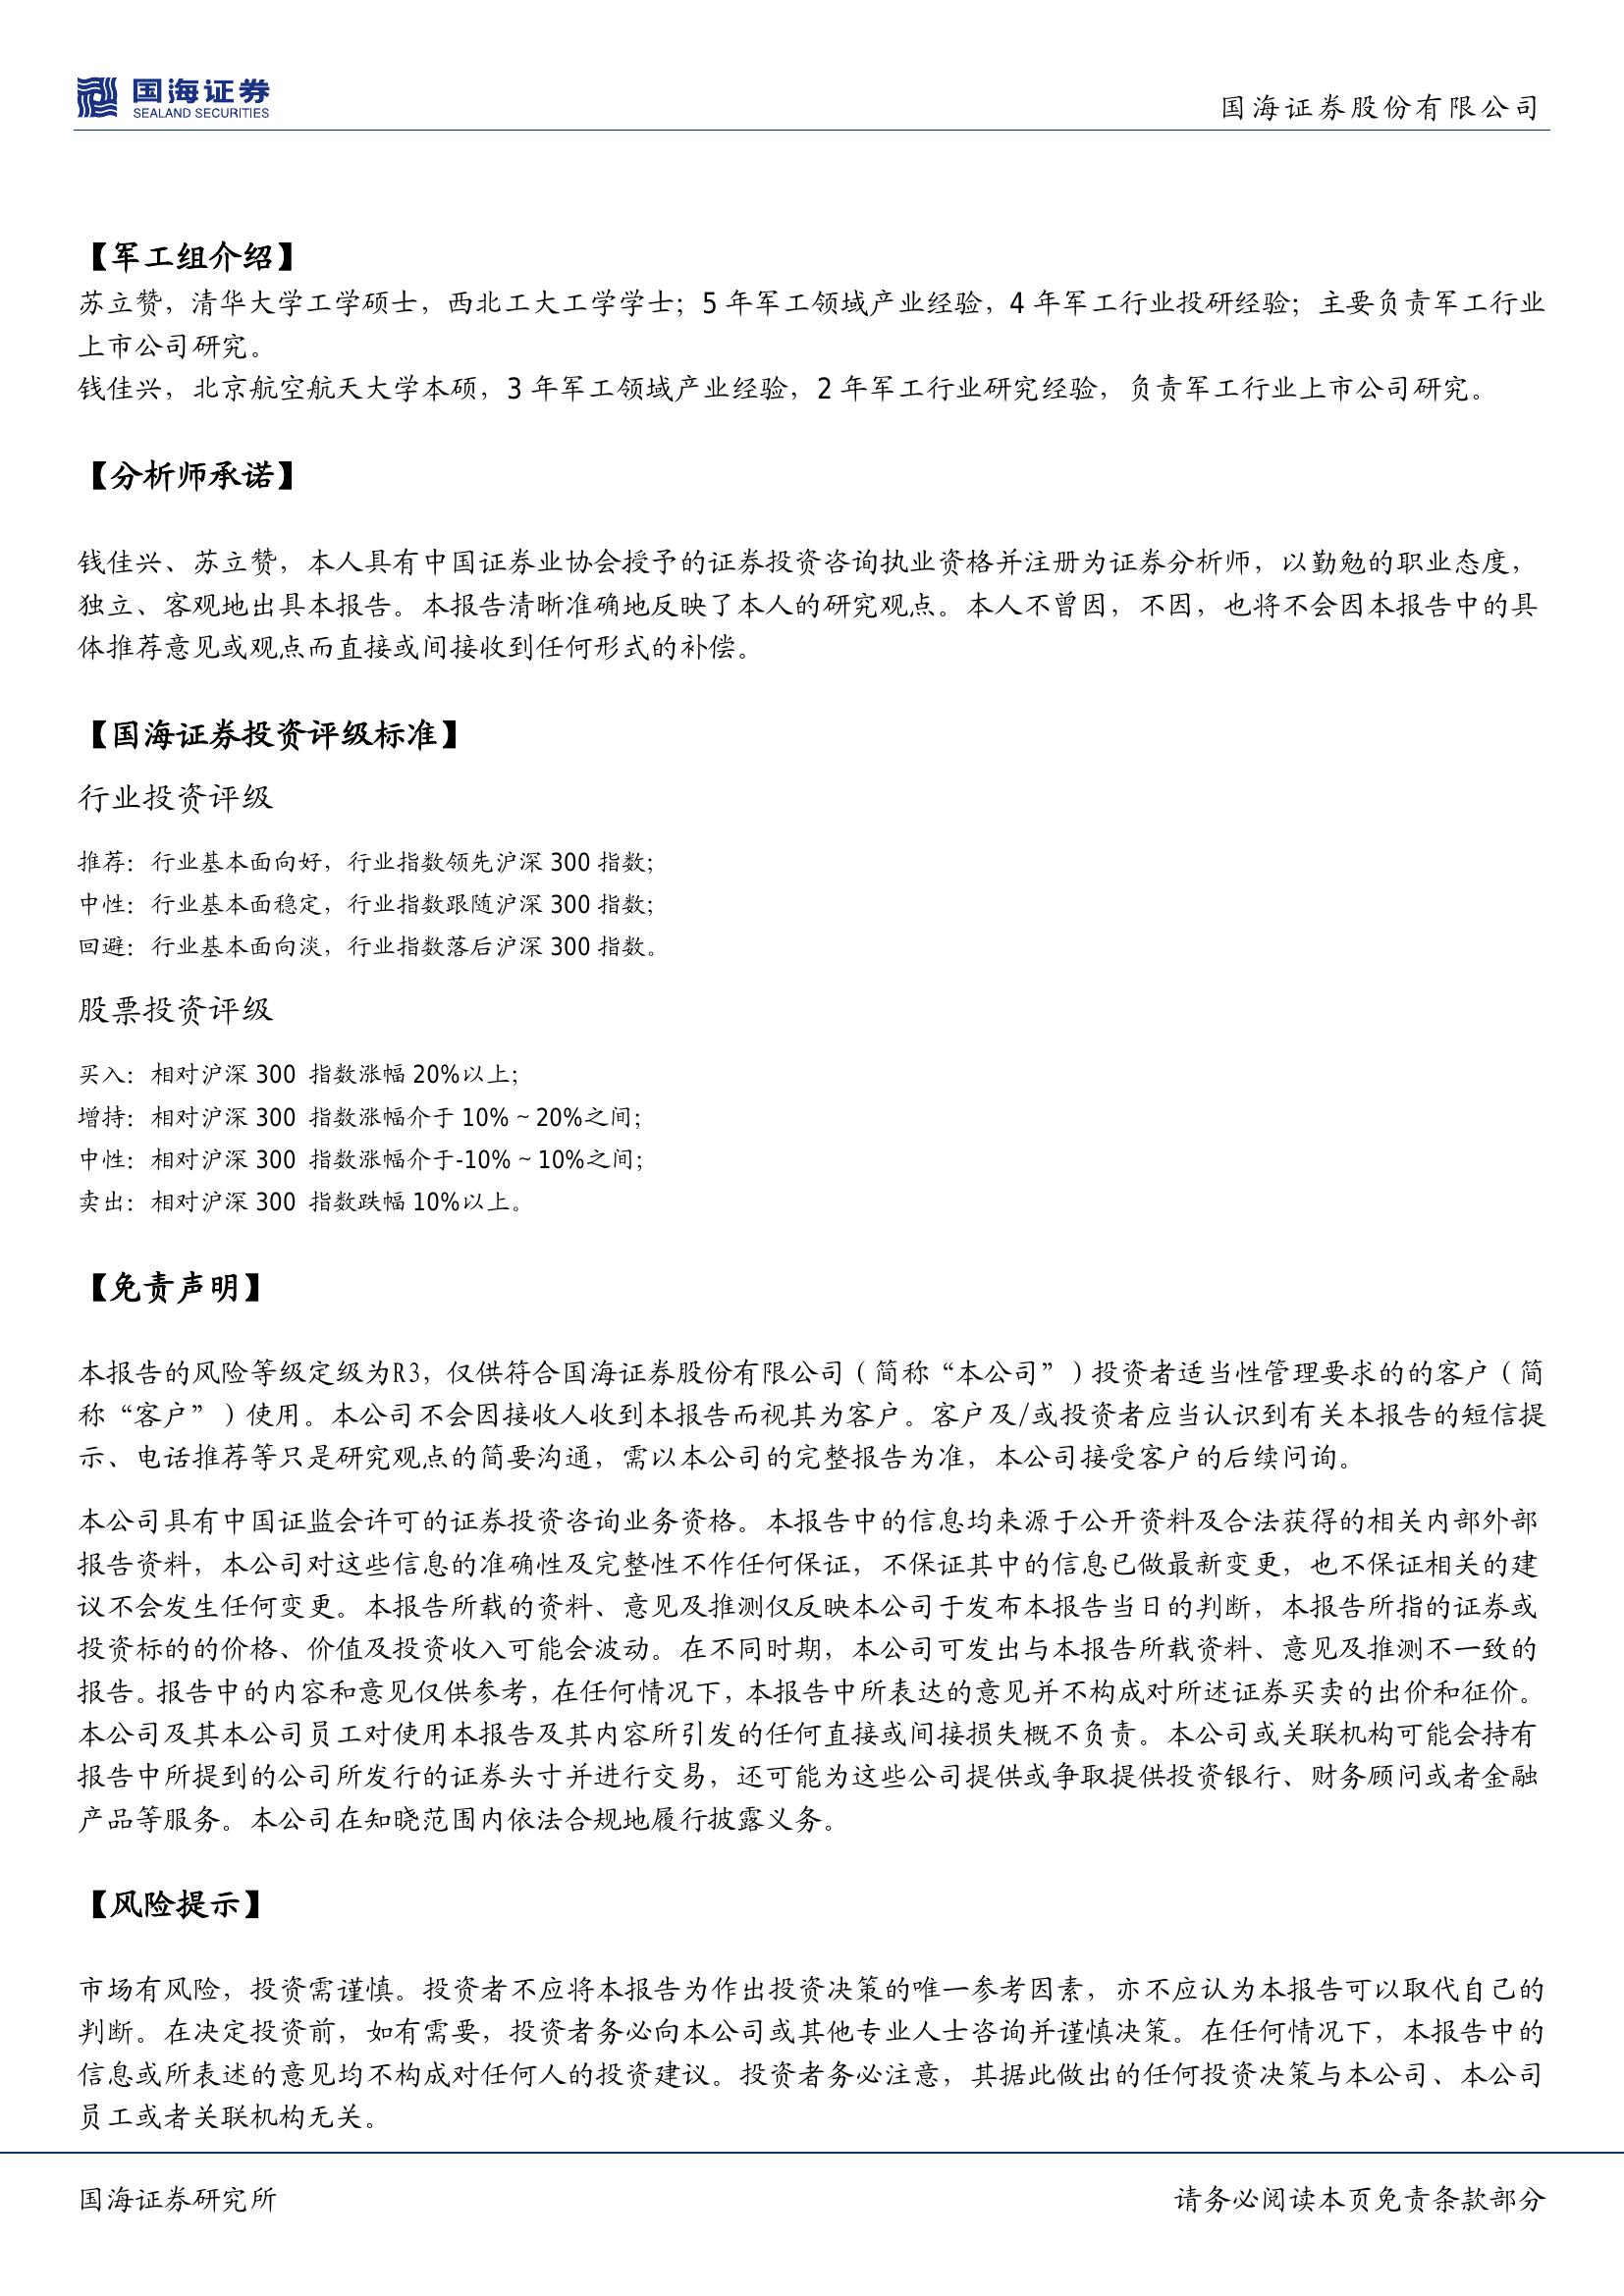 国海证券
SEALAND SECURITIES
国海证券股份有限公司
【军工组介绍】
苏立赞，清华大学工学硕士，西北工大工学学士；5 年军工领域产业经验，4 年军工行业投研经验；主要负责军工行业
上市公司研究。
钱佳兴，北京航空航天大学本硕，3 年军工领域产业经验，2 年军工行业研究经验，负责军工行业上市公司研究。
【分析师承诺】
钱佳兴、苏立赞，本人具有中国证券业协会授予的证券投资咨询执业资格并注册为证券分析师，以勤勉的职业态度，
独立、客观地出具本报告。本报告清晰准确地反映了本人的研究观点。本人不曾因，不因，也将不会因本报告中的具
体推荐意见或观点而直接或间接收到任何形式的补偿。
【国海证券投资评级标准】
行业投资评级
推荐：行业基本面向好，行业指数领先沪深 300 指数；
中性：行业基本面稳定，行业指数跟随沪深 300 指数；
回避：行业基本面向淡，行业指数落后沪深 300 指数。
股票投资评级
买入：相对沪深 300 指数涨幅 20%以上；
增持：相对沪深 300 指数涨幅介于 10%～20%之间；
中性：相对沪深 300 指数涨幅介于-10%～10%之间；
卖出：相对沪深 300 指数跌幅 10%以上。
【免责声明】
本报告的风险等级定级为R3，仅供符合国海证券股份有限公司（简称“本公司”）投资者适当性管理要求的的客户（简
称“客户”）使用。本公司不会因接收人收到本报告而视其为客户。客户及/或投资者应当认识到有关本报告的短信提
示、电话推荐等只是研究观点的简要沟通，需以本公司的完整报告为准，本公司接受客户的后续问询。
本公司具有中国证监会许可的证券投资咨询业务资格。本报告中的信息均来源于公开资料及合法获得的相关内部外部
报告资料，本公司对这些信息的准确性及完整性不作任何保证，不保证其中的信息已做最新变更，也不保证相关的建
议不会发生任何变更。本报告所载的资料、意见及推测仅反映本公司于发布本报告当日的判断，本报告所指的证券或
投资标的的价格、价值及投资收入可能会波动。在不同时期，本公司可发出与本报告所载资料、意见及推测不一致的
报告。报告中的内容和意见仅供参考，在任何情况下，本报告中所表达的意见并不构成对所述证券买卖的出价和征价。
本公司及其本公司员工对使用本报告及其内容所引发的任何直接或间接损失概不负责。本公司或关联机构可能会持有
报告中所提到的公司所发行的证券头寸并进行交易，还可能为这些公司提供或争取提供投资银行、财务顾问或者金融
产品等服务。本公司在知晓范围内依法合规地履行披露义务。
【风险提示】
市场有风险，投资需谨慎。投资者不应将本报告为作出投资决策的唯一参考因素，亦不应认为本报告可以取代自己的
判断。在决定投资前，如有需要，投资者务必向本公司或其他专业人士咨询并谨慎决策。在任何情况下，本报告中的
信息或所表述的意见均不构成对任何人的投资建议。投资者务必注意，其据此做出的任何投资决策与本公司、本公司
员工或者关联机构无关。
国海证券研究所
请务必阅读本页免责条款部分